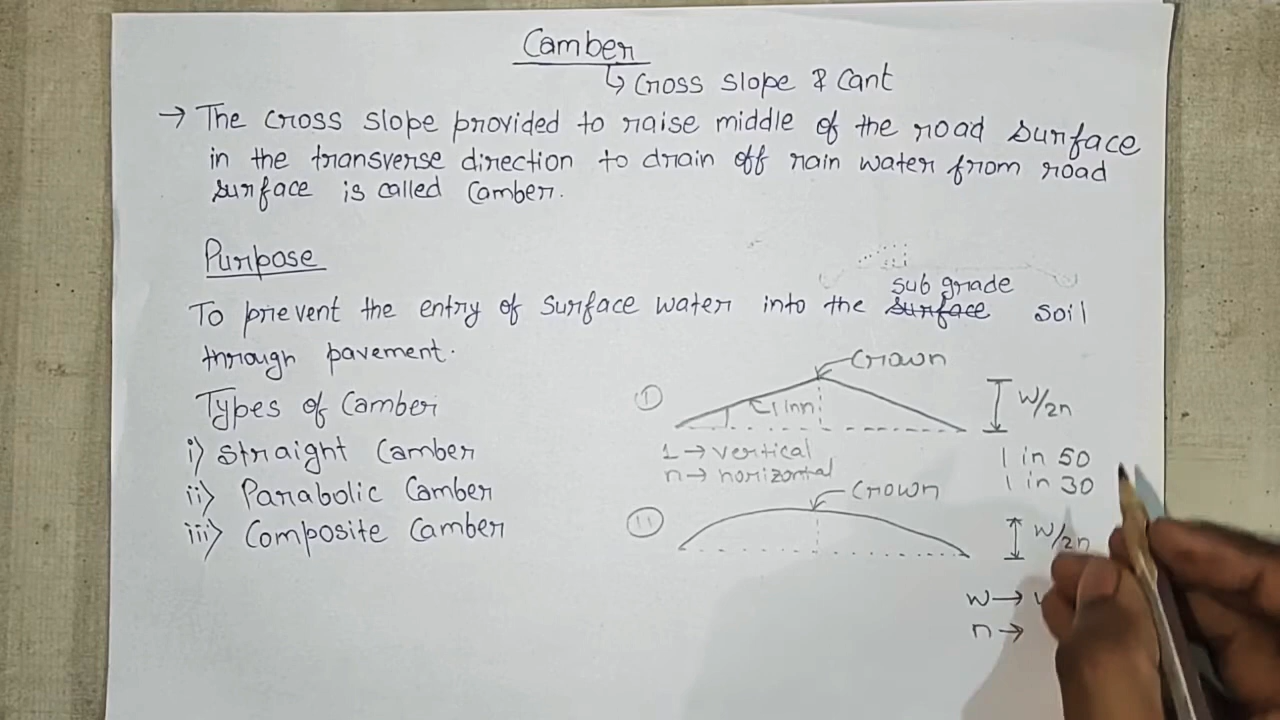 Camber
↳ Cross slope & Cant
→ The cross slope provided to raise middle of the road surface
in the transverse direction to drain off rain water from road
surface is called Camber.
Purpose
sub grade
To prevent the entry of surface water into the surface soil
through pavement.
Types of Camber
i) Straight Camber
ii) Parabolic Camber
iii) Composite Camber
I
Crown
1 in n
W/2n
1 → vertical
n → horizontal
1 in 50
1 in 30
II
Crown
W/2n
W →
n →